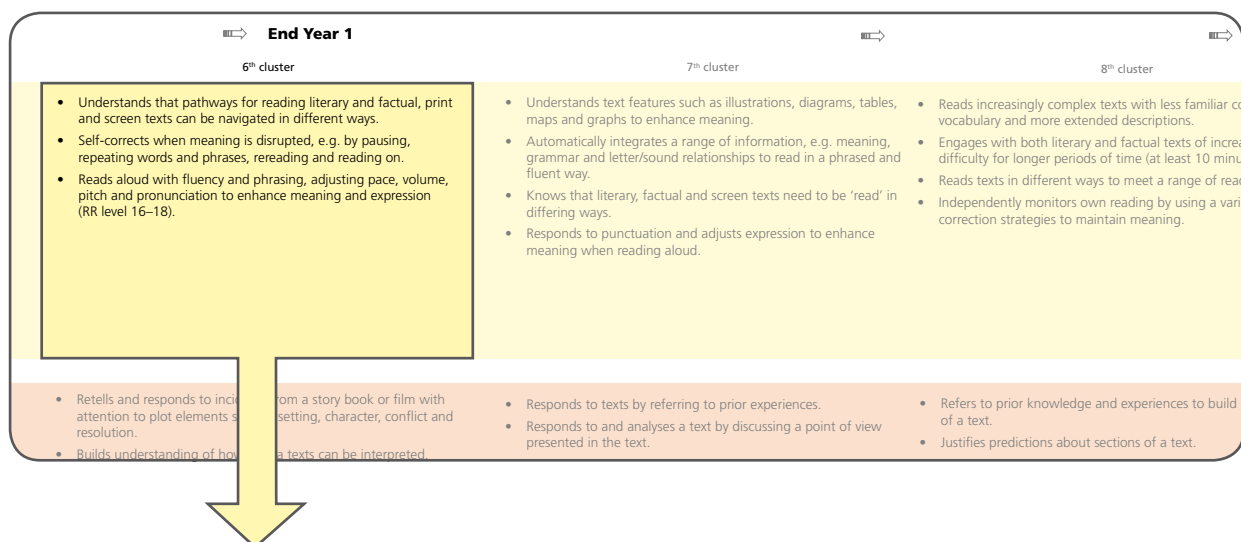 End Year 1
6th cluster
7th cluster
8th cluster
• Understands that pathways for reading literary and factual, print
and screen texts can be navigated in different ways.
• Self-corrects when meaning is disrupted, e.g. by pausing,
repeating words and phrases, rereading and reading on.
• Reads aloud with fluency and phrasing, adjusting pace, volume,
pitch and pronunciation to enhance meaning and expression
(RR level 16–18).
• Understands text features such as illustrations, diagrams, tables,
maps and graphs to enhance meaning.
• Automatically integrates a range of information, e.g. meaning,
grammar and letter/sound relationships to read in a phrased and
fluent way.
• Knows that literary, factual and screen texts need to be ‘read’ in
differing ways.
• Responds to punctuation and adjusts expression to enhance
meaning when reading aloud.
• Reads increasingly complex texts with less familiar
vocabulary and more extended descriptions.
• Engages with both literary and factual texts of
difficulty for longer periods of time (at least 10
• Reads texts in different ways to meet a range of
• Independently monitors own reading by using a
correction strategies to maintain meaning.
• Retells and responds to from a story book or film with
attention to plot elements setting, character, conflict and
resolution.
• Builds understanding of texts can be interpreted.
• Responds to texts by referring to prior experiences.
• Responds to and analyses a text by discussing a point of view
presented in the text.
• Refers to prior knowledge and experiences to build
of a text.
• Justifies predictions about sections of a text.